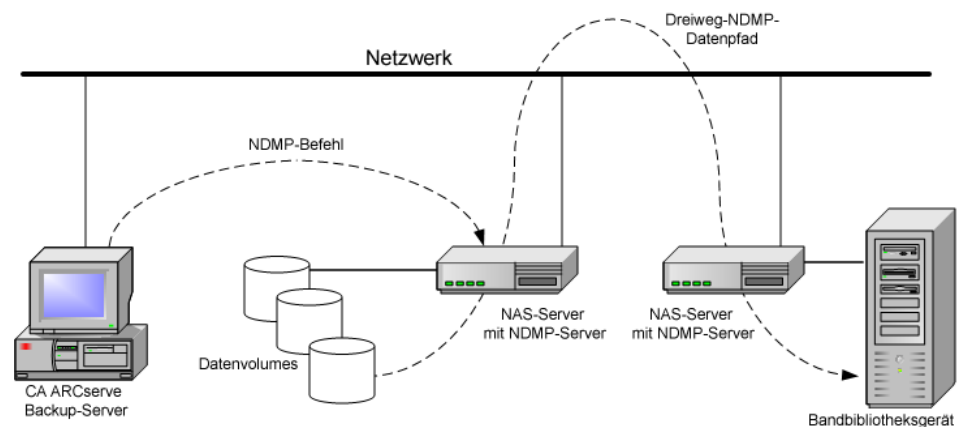 Dreiweg-NDMP-
Datenpfad
Netzwerk
NDMP-Befehl
NAS-Server
mit NDMP-Server
NAS-Server
mit NDMP-Server
Datenvolumes
CA ARCserve
Backup-Server
Bandbibliotheksgerät